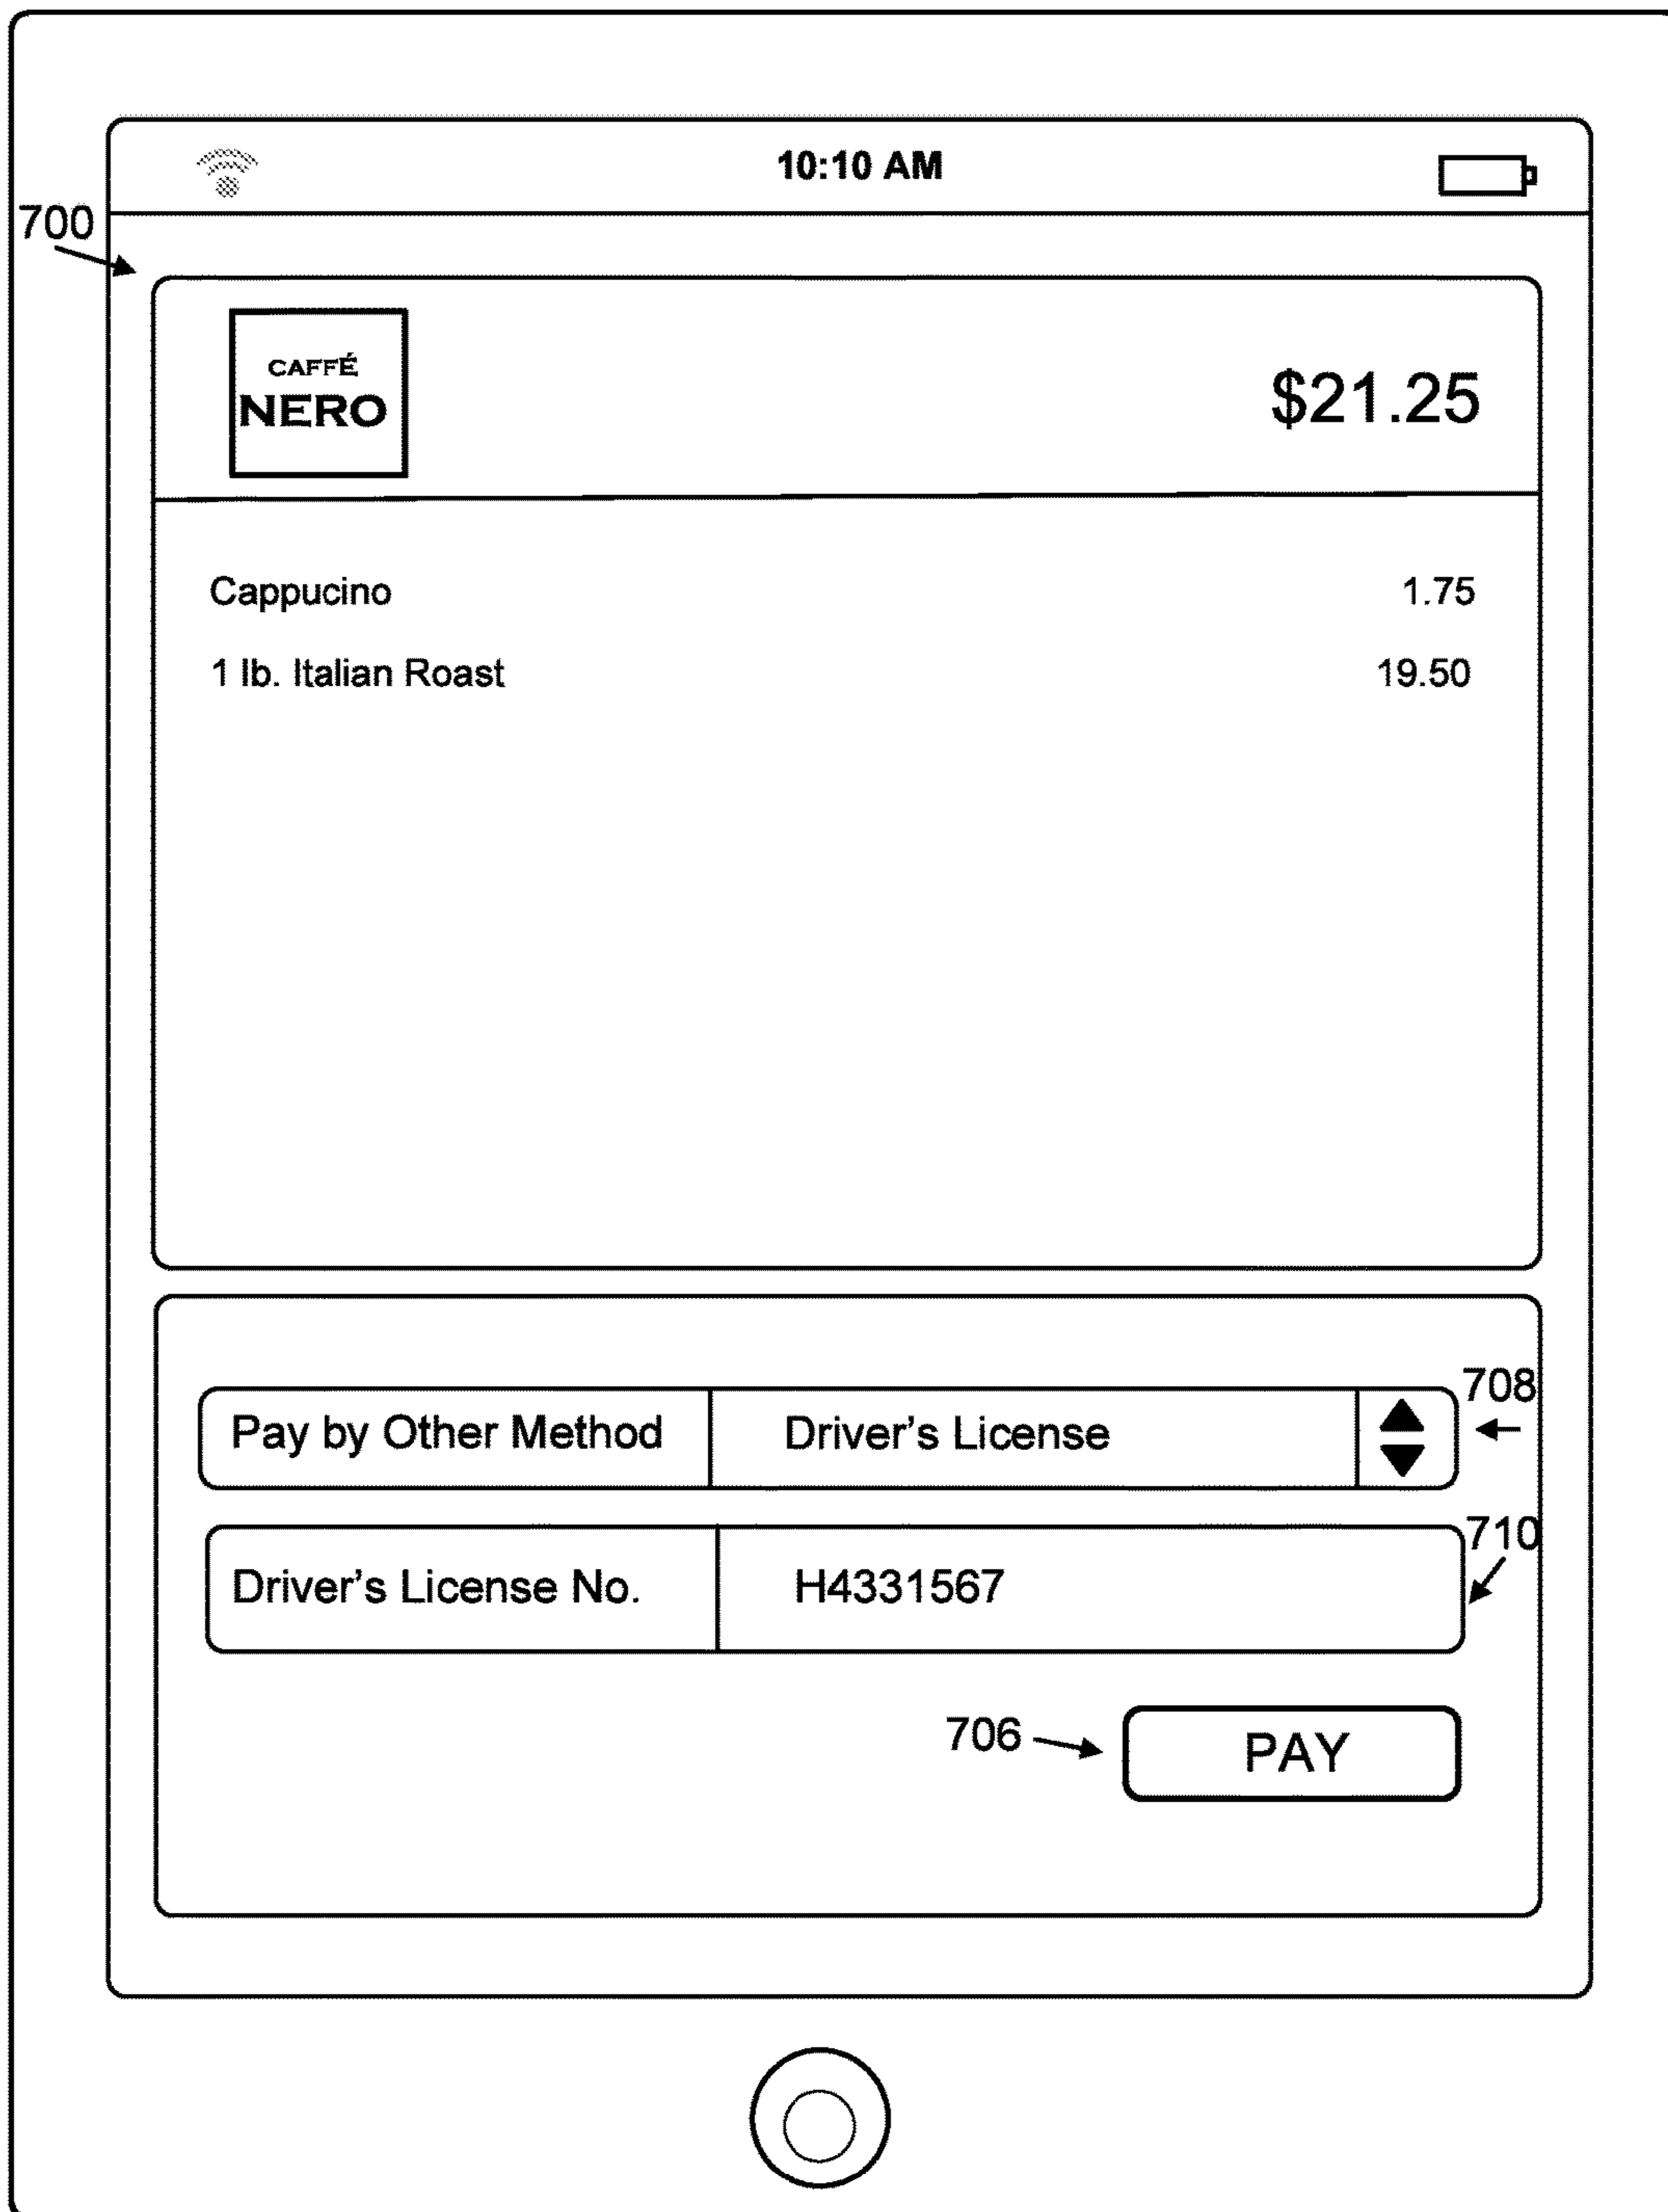 10:10 AM
700
CAFFÉ
NERO
$21.25
Cappucino 1.75
1 lb. Italian Roast 19.50
708
Pay by Other Method Driver's License
710
Driver's License No. H4331567
706 PAY